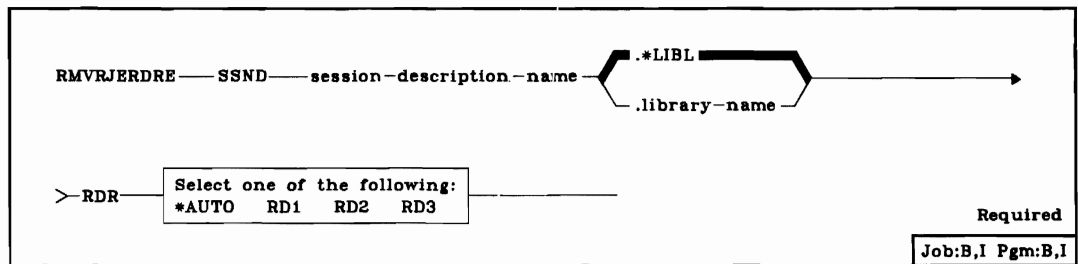 .*LIBL
RMVRJERDRE SSND session-description-name
.library-name
>RDR Select one of the following:
*AUTO RD1 RD2 RD3
Required
Job:B,I Pgm:B,I